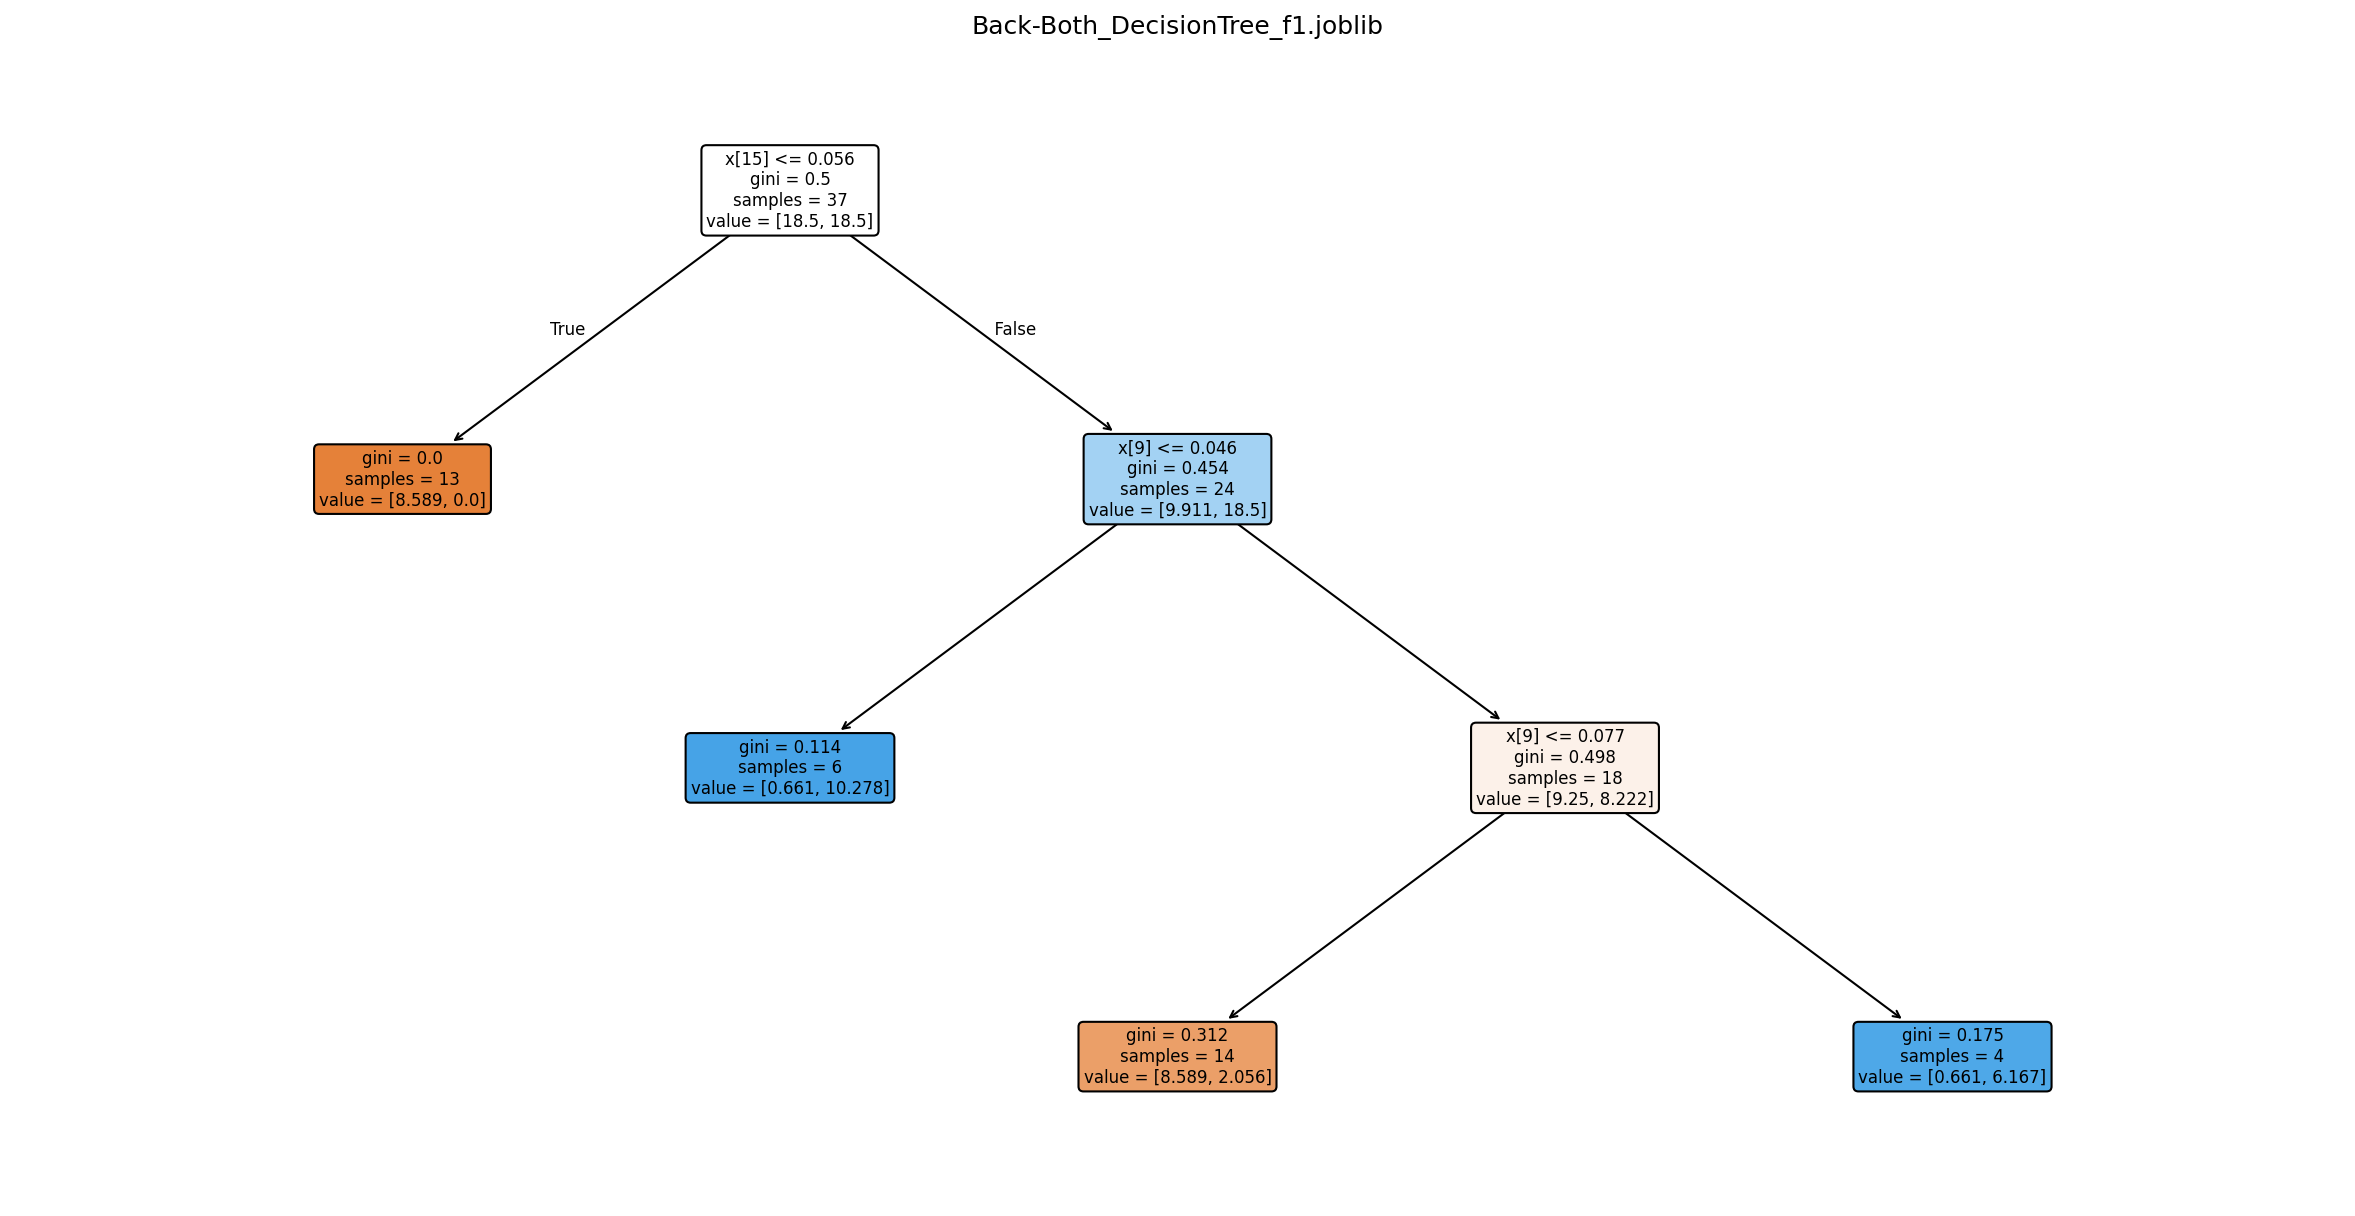 Back-Both_DecisionTree_f1.joblib
x[15] <= 0.056
gini = 0.5
samples = 37
value = [18.5, 18.5]
True
False
gini = 0.0
samples = 13
value = [8.589, 0.0]
x[9] <= 0.046
gini = 0.454
samples = 24
value = [9.911, 18.5]
gini = 0.114
samples = 6
value = [0.661, 10.278]
x[9] <= 0.077
gini = 0.498
samples = 18
value = [9.25, 8.222]
gini = 0.312
samples = 14
value = [8.589, 2.056]
gini = 0.175
samples = 4
value = [0.661, 6.167]